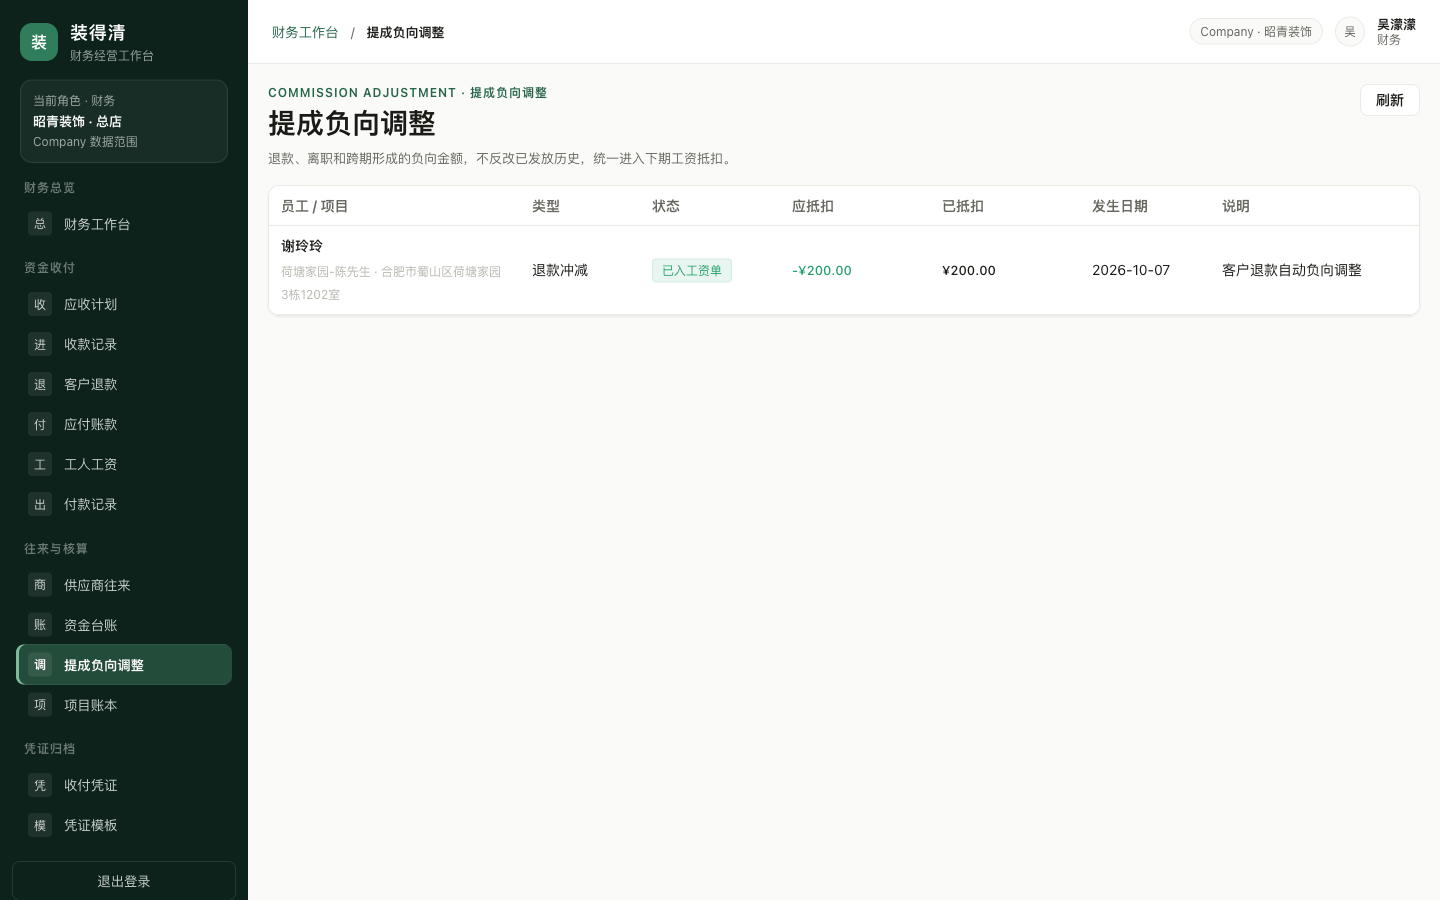 装
装得清
财务经营工作台
当前角色 · 财务
昭青装饰 · 总店
Company 数据范围
财务总览
总 财务工作台
资金收付
收 应收计划
进 收款记录
退 客户退款
付 应付账款
工 工人工资
出 付款记录
往来与核算
商 供应商往来
账 资金台账
调 提成负向调整
项 项目账本
凭证归档
凭 收付凭证
模 凭证模板
退出登录
财务工作台 / 提成负向调整
Company · 昭青装饰
吴
吴濛濛
财务
COMMISSION ADJUSTMENT · 提成负向调整
提成负向调整
退款、离职和跨期形成的负向金额，不反改已发放历史，统一进入下期工资抵扣。
刷新
员工 / 项目 类型 状态 应抵扣 已抵扣 发生日期 说明
谢玲玲
荷塘家园-陈先生 · 合肥市蜀山区荷塘家园
3栋1202室
退款冲减 已入工资单 -¥200.00 ¥200.00 2026-10-07 客户退款自动负向调整